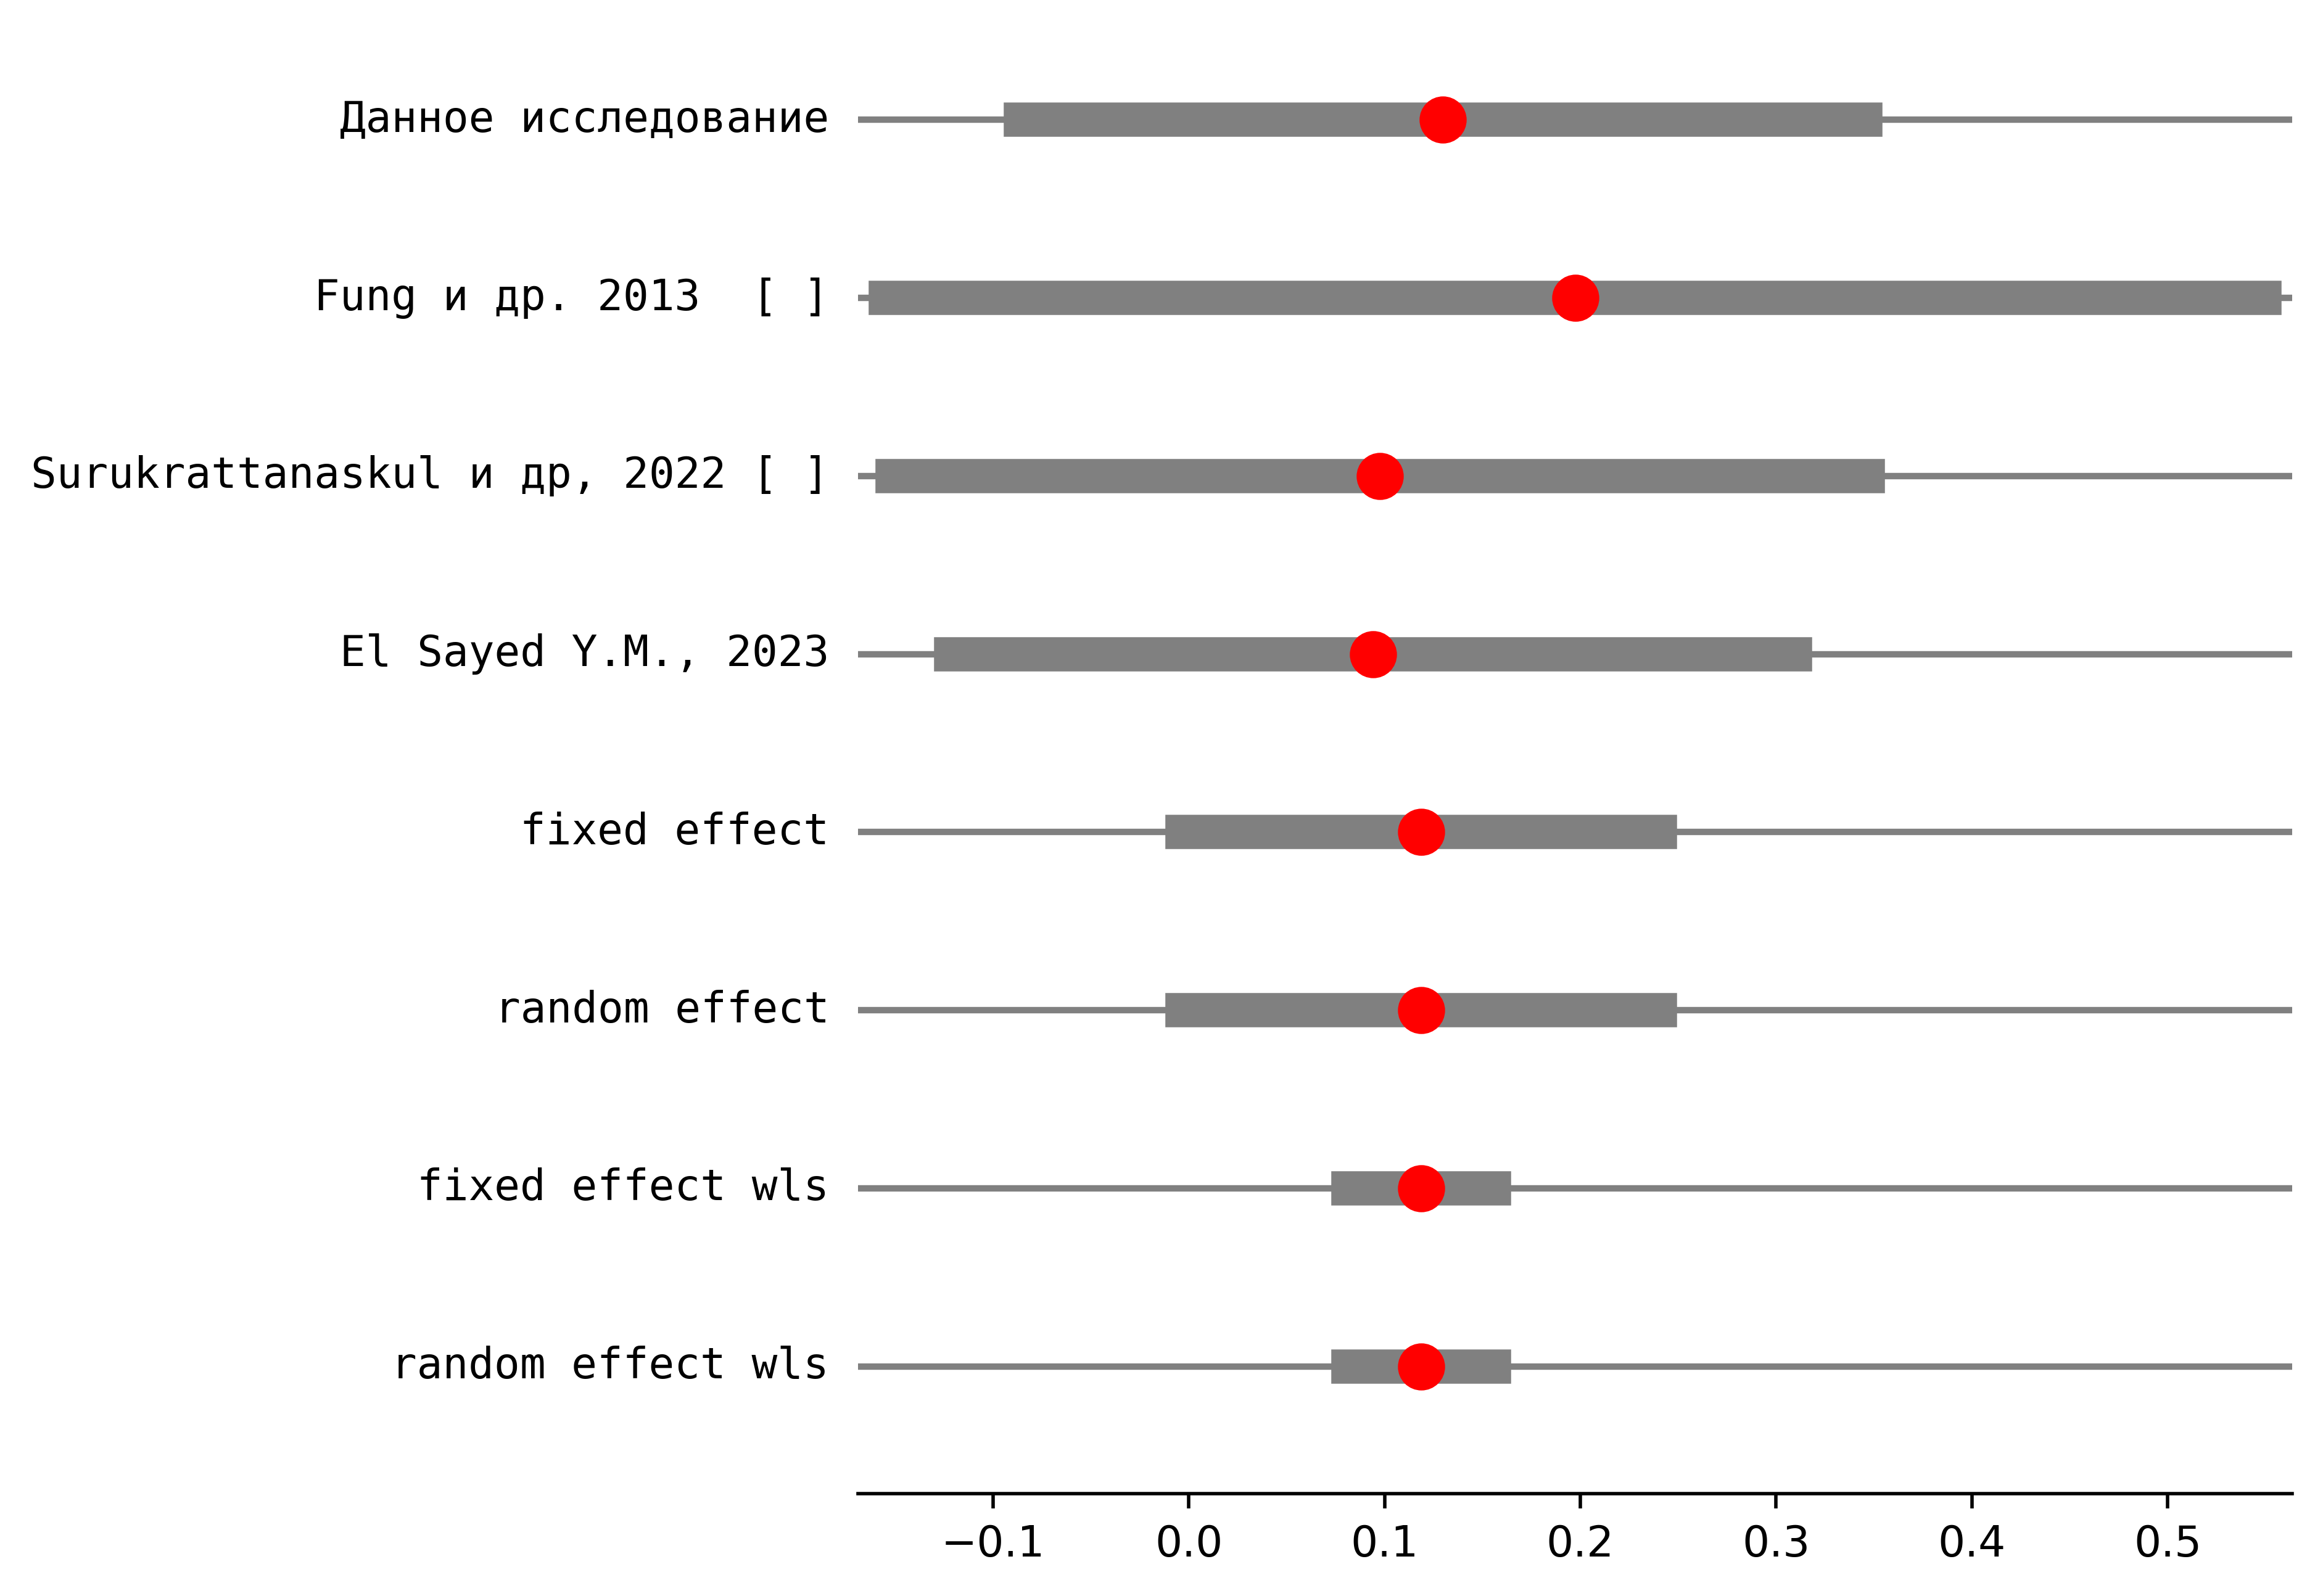 Данное исследование
Fung и др. 2013  [ ]
Surukrattanaskul и др, 2022 [ ]
El Sayed Y.M., 2023
fixed effect
random effect
fixed effect wls
random effect wls
−0.1 0.0 0.1 0.2 0.3 0.4 0.5